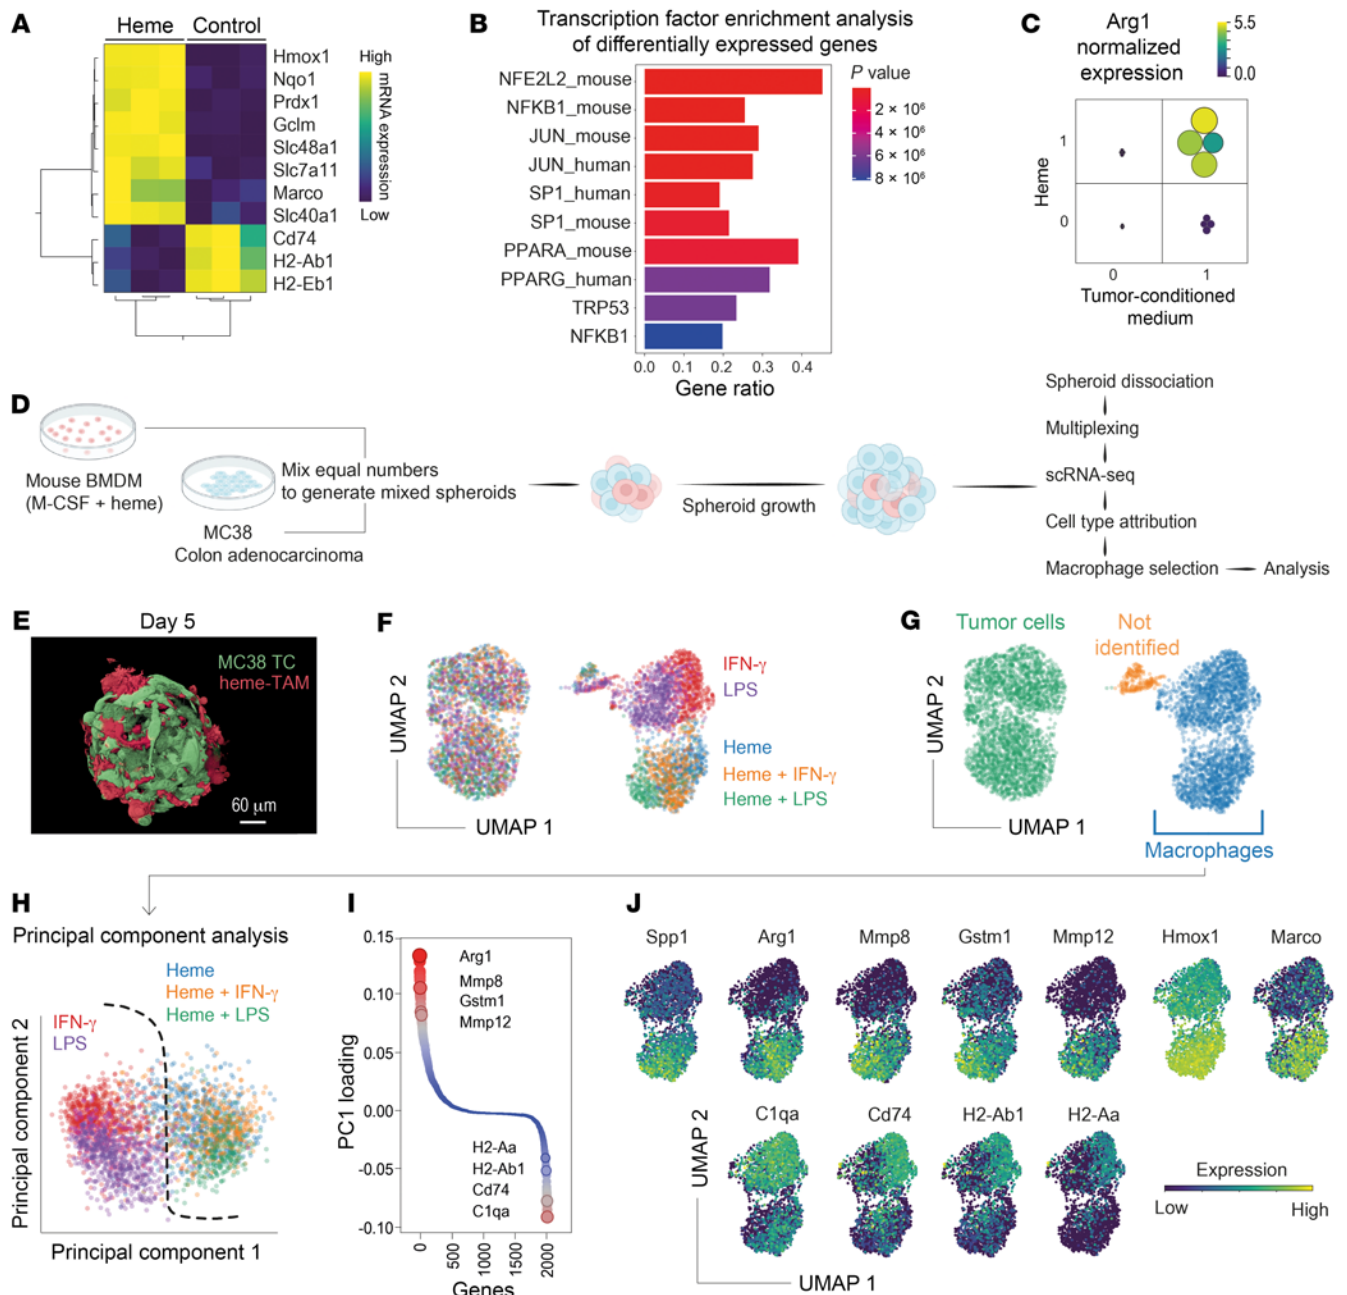 A
Heme Control
Hmox1
Nqo1
Prdx1
Gclm
Slc48a1
Slc7a11
Marco
Slc40a1
Cd74
H2-Ab1
H2-Eb1
High
mRNA expression
Low
B
Transcription factor enrichment analysis
of differentially expressed genes
NFE2L2_mouse
NFKB1_mouse
JUN_mouse
JUN_human
SP1_human
SP1_mouse
PPARA_mouse
PPARG_human
TRP53
NFKB1
0.0 0.1 0.2 0.3 0.4
Gene ratio
P value
2 × 10⁶
4 × 10⁶
6 × 10⁶
8 × 10⁶
C
Arg1
normalized
expression
5.5
0.0
Heme
1
0
0 1
Tumor-conditioned
medium
D
Mouse BMDM
(M-CSF + heme)
MC38
Colon adenocarcinoma
Mix equal numbers
to generate mixed spheroids
Spheroid growth
Spheroid dissociation
Multiplexing
scRNA-seq
Cell type attribution
Macrophage selection
Analysis
E
Day 5
MC38 TC
heme-TAM
60 μm
F
UMAP 2
UMAP 1
IFN-γ
LPS
Heme
Heme + IFN-γ
Heme + LPS
G
Tumor cells
Not
identified
UMAP 2
UMAP 1
Macrophages
H
Principal component analysis
Heme
Heme + IFN-γ
Heme + LPS
IFN-γ
LPS
Principal component 2
Principal component 1
I
PC1 loading
0.15
0.10
0.05
0.00
-0.05
-0.10
Arg1
Mmp8
Gstm1
Mmp12
H2-Aa
H2-Ab1
Cd74
C1qa
0 500 1000 1500 2000
Genes
J
Spp1 Arg1 Mmp8 Gstm1 Mmp12 Hmox1 Marco
C1qa Cd74 H2-Ab1 H2-Aa
UMAP 2
UMAP 1
Expression
Low High